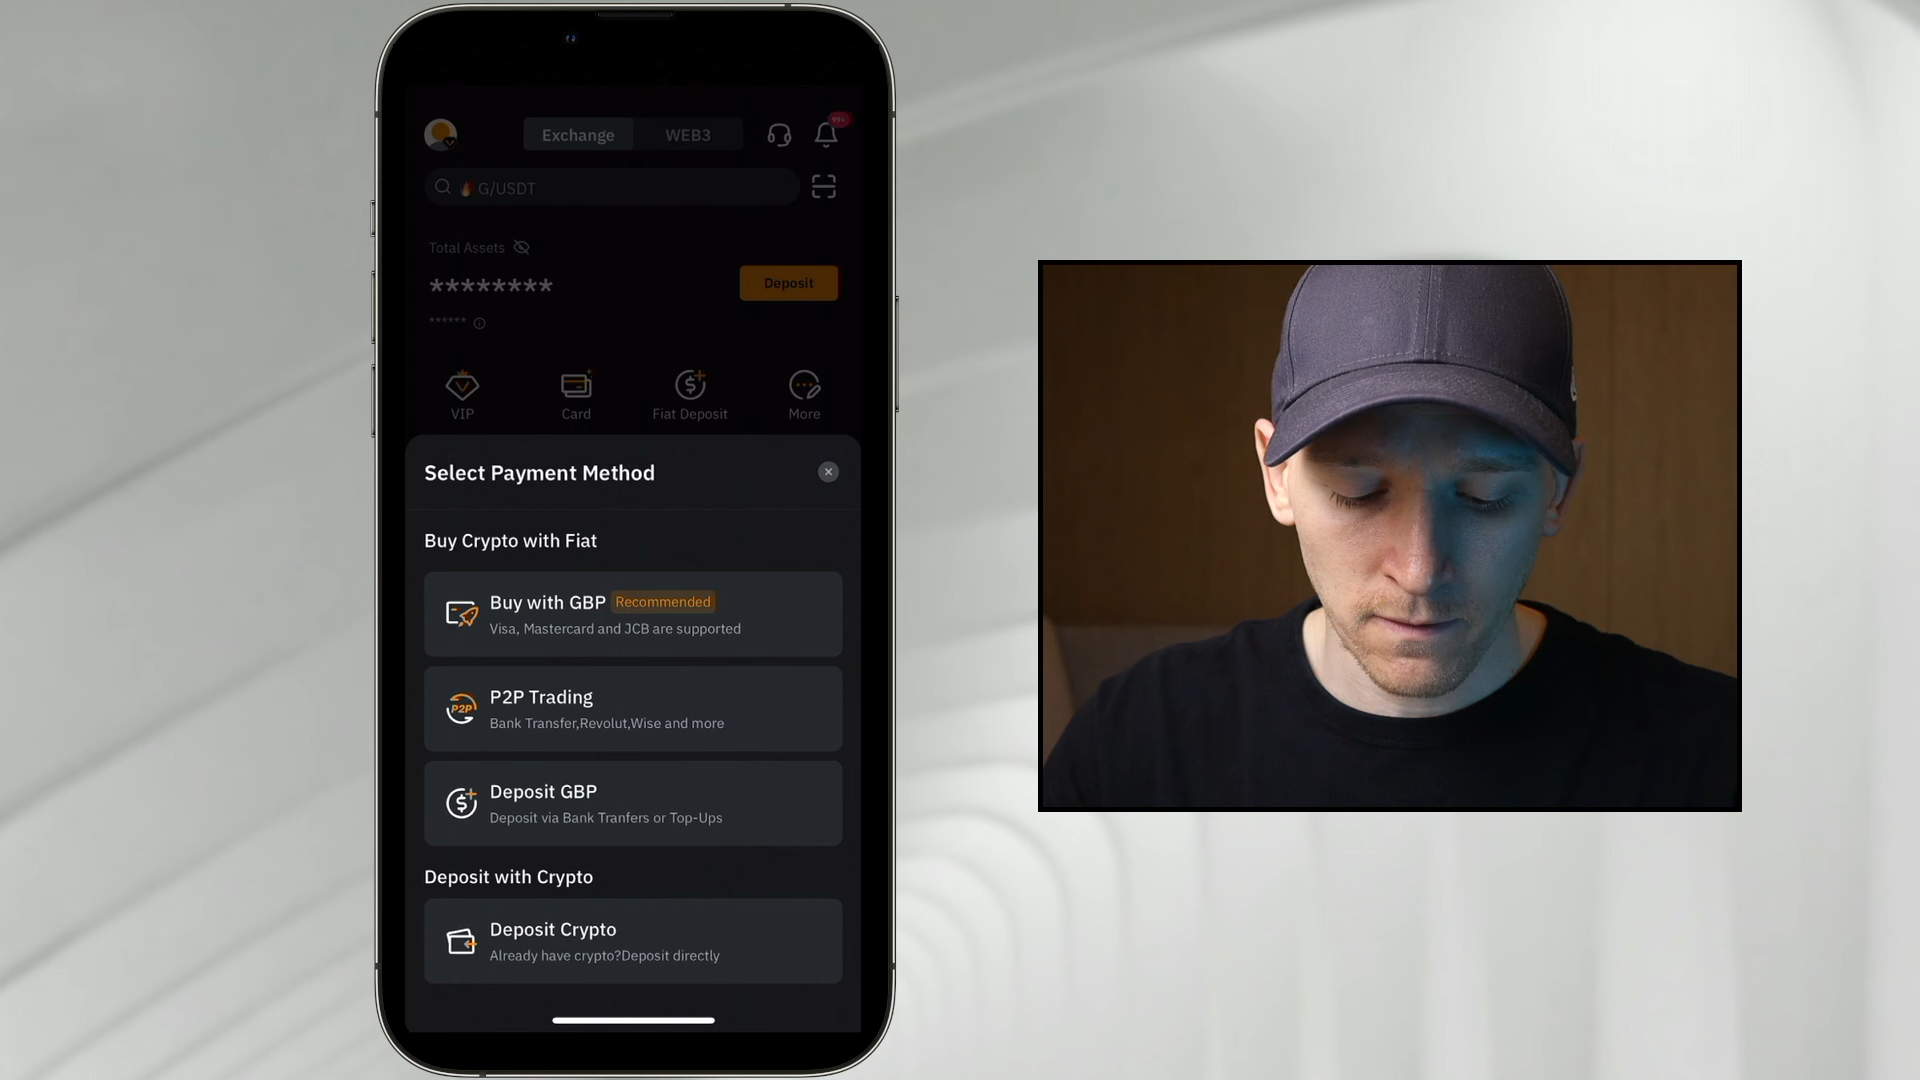 Exchange
WEB3
99+
G/USDT
Total Assets
********
Deposit
******
VIP
Card
Fiat Deposit
More
Select Payment Method
Buy Crypto with Fiat
Buy with GBP Recommended
Visa, Mastercard and JCB are supported
P2P
P2P Trading
Bank Transfer,Revolut,Wise and more
Deposit GBP
Deposit via Bank Tranfers or Top-Ups
Deposit with Crypto
Deposit Crypto
Already have crypto?Deposit directly